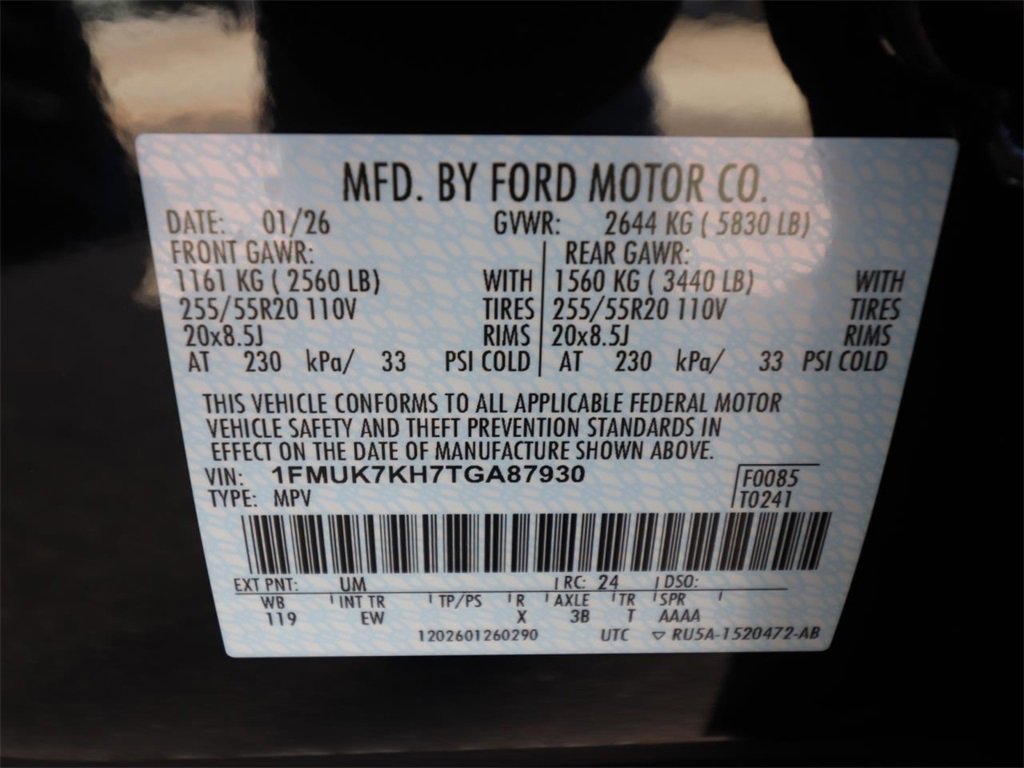 MFD. BY FORD MOTOR CO.
DATE: 01/26 GVWR: 2644 KG ( 5830 LB)
FRONT GAWR: REAR GAWR:
1161 KG ( 2560 LB) WITH 1560 KG ( 3440 LB) WITH
255/55R20 110V TIRES 255/55R20 110V TIRES
20x8.5J RIMS 20x8.5J RIMS
AT 230 kPa/ 33 PSI COLD AT 230 kPa/ 33 PSI COLD
THIS VEHICLE CONFORMS TO ALL APPLICABLE FEDERAL MOTOR
VEHICLE SAFETY AND THEFT PREVENTION STANDARDS IN
EFFECT ON THE DATE OF MANUFACTURE SHOWN ABOVE.
VIN: 1FMUK7KH7TGA87930 F0085
TYPE: MPV T0241
EXT PNT: UM RC: 24 DSO:
WB INT TR TP/PS R AXLE TR SPR
119 EW X 3B T AAAA
1202601260290 UTC ▽ RU5A-1520472-AB